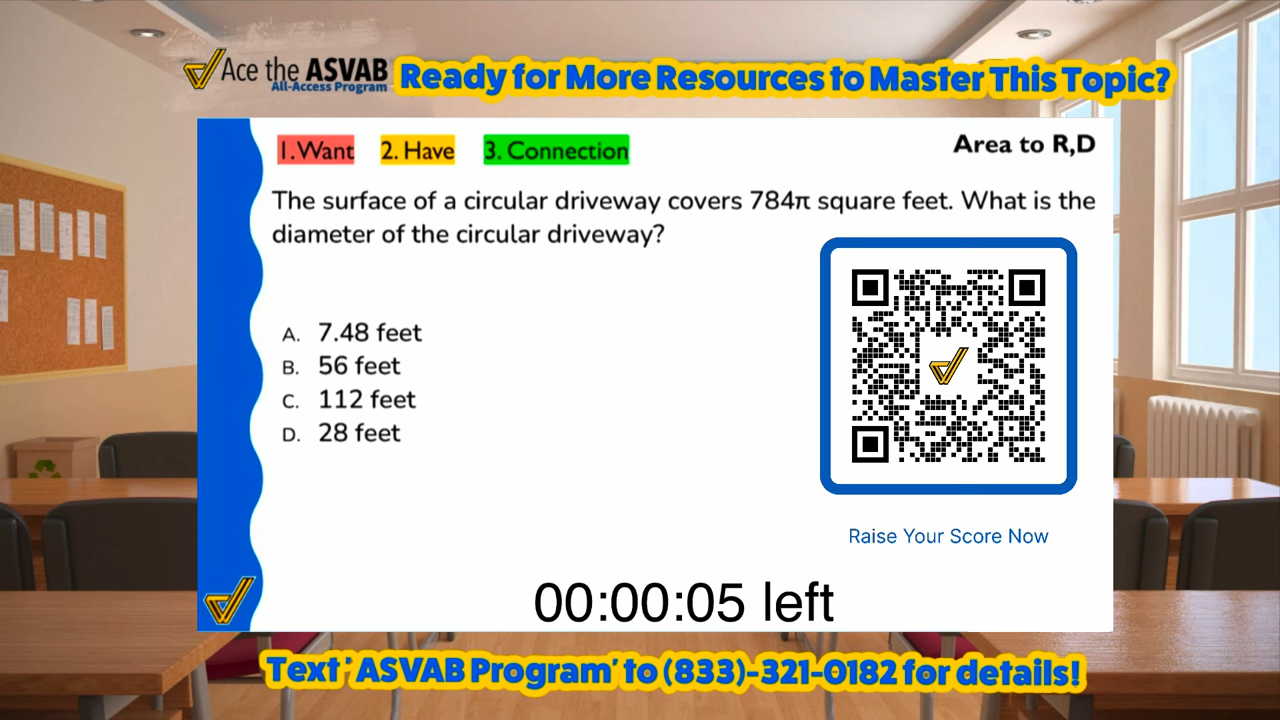 Ace the ASVAB
All-Access Program
Ready for More Resources to Master This Topic?
1. Want 2. Have 3. Connection
Area to R,D
The surface of a circular driveway covers 784π square feet. What is the
diameter of the circular driveway?
A. 7.48 feet
B. 56 feet
C. 112 feet
D. 28 feet
Raise Your Score Now
00:00:05 left
Text 'ASVAB Program' to (833)-321-0182 for details!